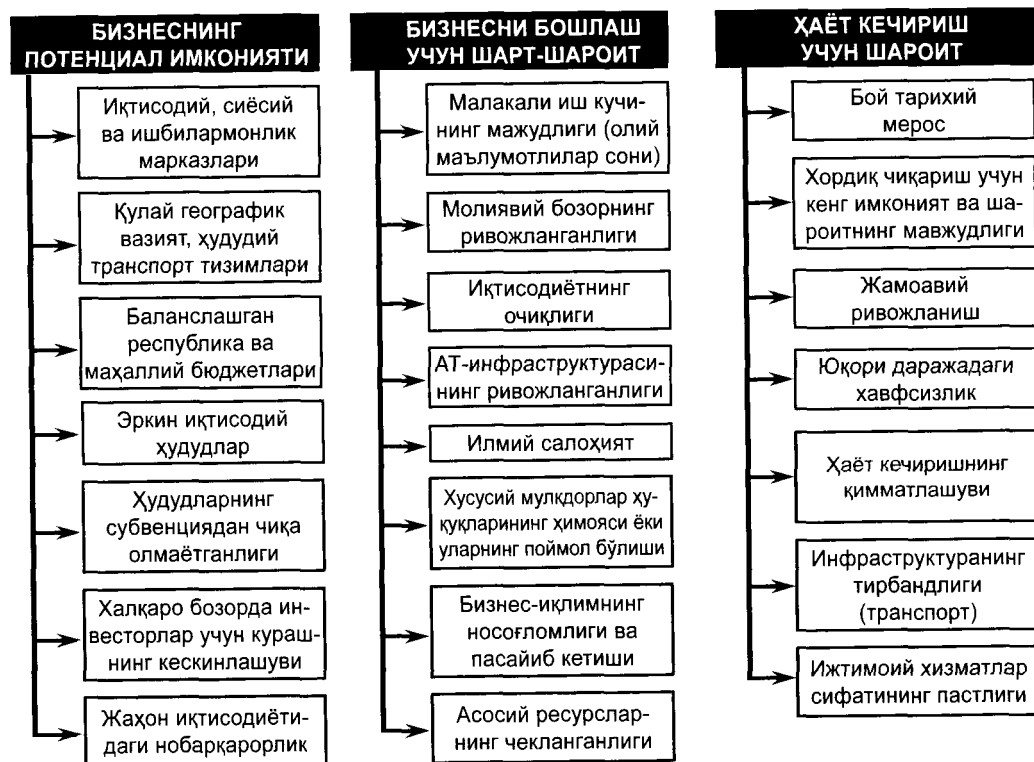 БИЗНЕСНИНГ
ПОТЕНЦИАЛ ИМКОНИЯТИ
Иқтисодий, сиёсий
ва ишбилармонлик
марказлари
Қулай географик
вазият, ҳудудий
транспорт тизимлари
Баланслашган
республика ва
маҳаллий бюджетлари
Эркин иқтисодий
ҳудудлар
Ҳудудларнинг
субвенциядан чиқа
олмаётганлиги
Халқаро бозорда ин-
весторлар учун кураш-
нинг кескинлашуви
Жаҳон иқтисодиёти-
даги нобарқарорлик
БИЗНЕСНИ БОШЛАШ
УЧУН ШАРТ-ШАРОИТ
Малакали иш кучи-
нинг мажудлиги (олий
маълумотлилар сони)
Молиявий бозорнинг
ривожланганлиги
Иқтисодиётнинг
очиқлиги
АТ-инфраструктураси-
нинг ривожланганлиги
Илмий салоҳият
Хусусий мулкдорлар ҳу-
қуқларининг ҳимояси ёки
уларнинг поймол бўлиши
Бизнес-иқлимнинг
носоғломлиги ва
пасайиб кетиши
Асосий ресурслар-
нинг чекланганлиги
ҲАЁТ КЕЧИРИШ
УЧУН ШАРОИТ
Бой тарихий
мерос
Хордиқ чиқариш учун
кенг имконият ва ша-
роитнинг мавжудлиги
Жамоавий
ривожланиш
Юқори даражадаги
хавфсизлик
Ҳаёт кечиришнинг
қимматлашуви
Инфраструктуранинг
тирбандлиги
(транспорт)
Ижтимоий хизматлар
сифатининг пастлиги